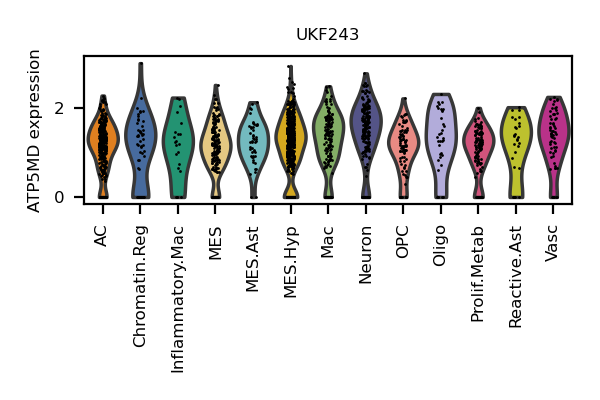 UKF243
ATP5MD expression
2
0
AC
Chromatin.Reg
Inflammatory.Mac
MES
MES.Ast
MES.Hyp
Mac
Neuron
OPC
Oligo
Prolif.Metab
Reactive.Ast
Vasc